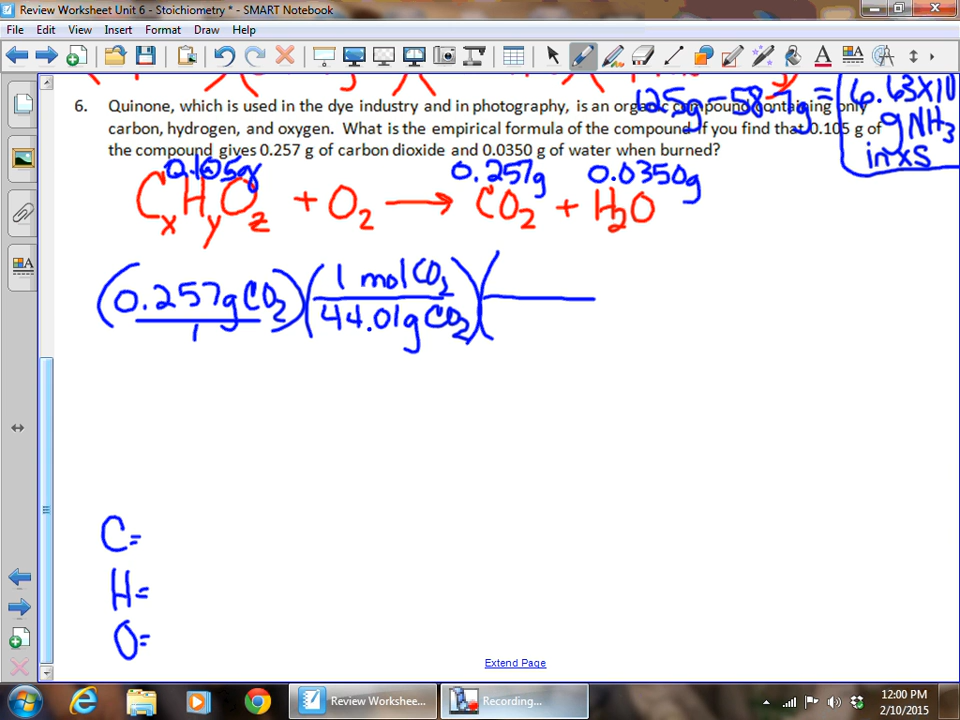 Review Worksheet Unit 6 - Stoichiometry * - SMART Notebook
File Edit View Insert Format Draw Help
125g - 58.7g = 6.63x10
g NH3
in xs
6. Quinone, which is used in the dye industry and in photography, is an organic compound containing only
carbon, hydrogen, and oxygen. What is the empirical formula of the compound if you find that 0.105 g of
the compound gives 0.257 g of carbon dioxide and 0.0350 g of water when burned?
0.105g 0.257g 0.0350g
CxHyOz + O2 → CO2 + H2O
(0.257g CO2)(1 mol CO2)(
1 44.01g CO2
C=
H=
O=
Extend Page
Review Workshee... Recording...
12:00 PM
2/10/2015